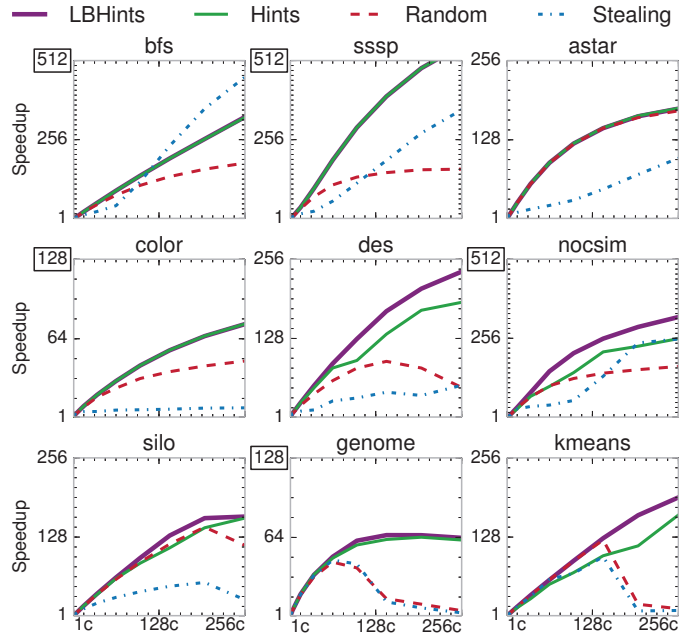 LBHints Hints Random Stealing
bfs sssp astar
512 512 256
Speedup 256 256 128
1 1 1
color des nocsim
128 256 512
Speedup 64 128 256
1 1 1
silo genome kmeans
256 128 256
Speedup 128 64 128
1 1 1
1c 128c 256c 1c 128c 256c 1c 128c 256c